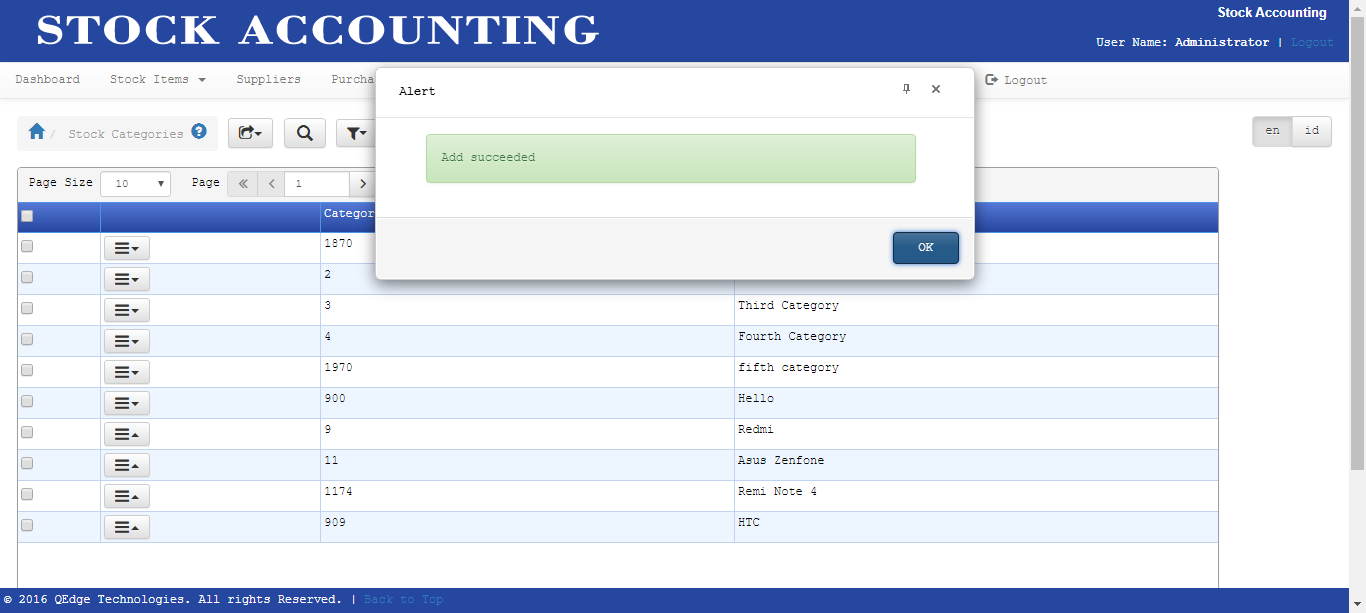 STOCK ACCOUNTING
Stock Accounting
User Name: Administrator | Logout
Dashboard Stock Items Suppliers Purcha Logout
Alert
/ Stock Categories ?
en id
Add succeeded
Page Size 10 Page 1
Categor
OK
1870
2
3 Third Category
4 Fourth Category
1970 fifth category
900 Hello
9 Redmi
11 Asus Zenfone
1174 Remi Note 4
909 HTC
© 2016 QEdge Technologies. All rights Reserved. | Back to Top